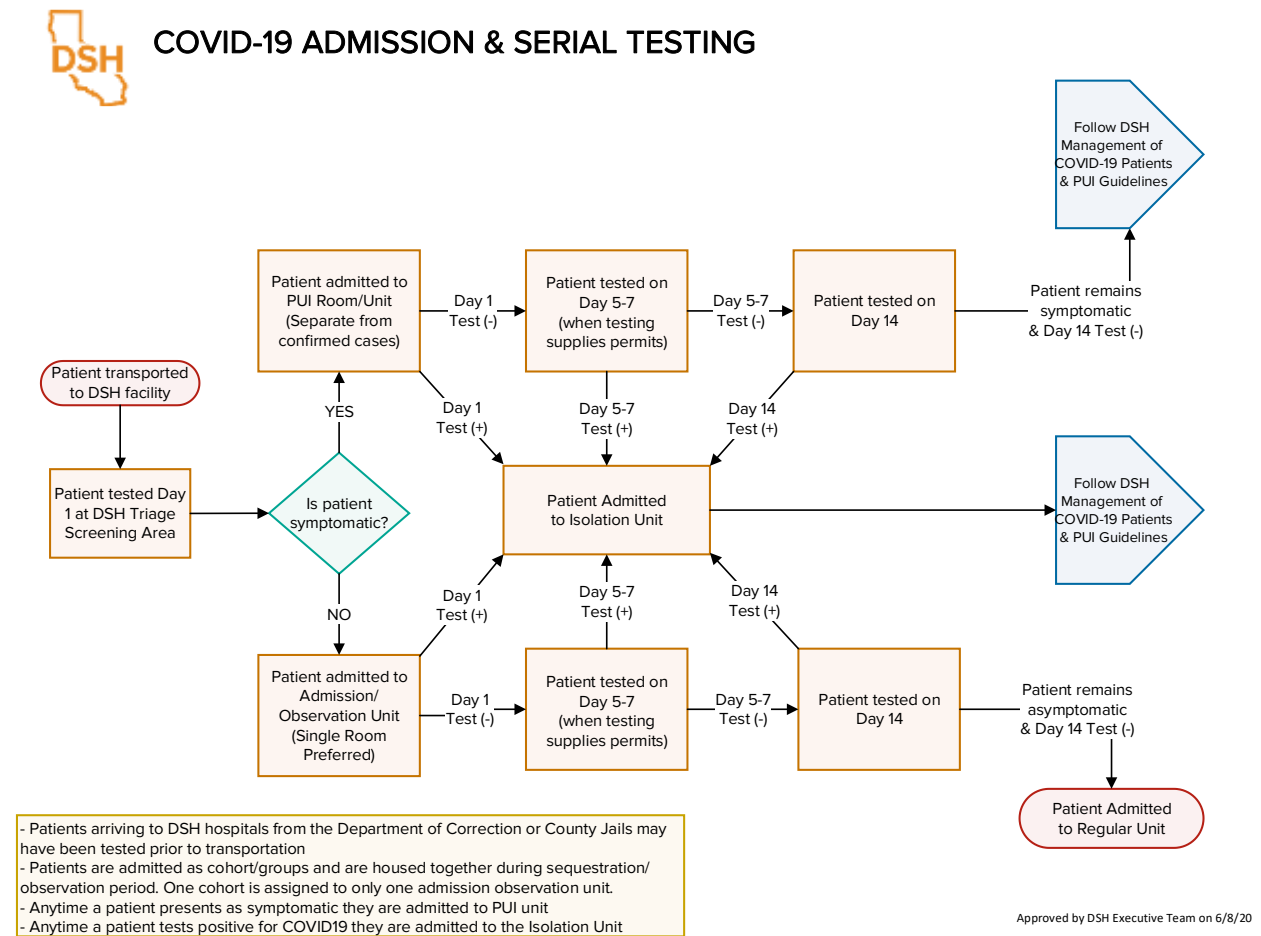 DSH
COVID-19 ADMISSION & SERIAL TESTING
Follow DSH
Management of
COVID-19 Patients
& PUI Guidelines
Patient admitted to
PUI Room/Unit
(Separate from
confirmed cases)
Day 1
Test (-)
Patient tested on
Day 5-7
(when testing
supplies permits)
Day 5-7
Test (-)
Patient tested on
Day 14
Patient remains
symptomatic
& Day 14 Test (-)
Patient transported
to DSH facility
YES
Day 1
Test (+)
Day 5-7
Test (+)
Day 14
Test (+)
Patient tested Day
1 at DSH Triage
Screening Area
Is patient
symptomatic?
Patient Admitted
to Isolation Unit
Follow DSH
Management of
COVID-19 Patients
& PUI Guidelines
NO
Day 1
Test (+)
Day 5-7
Test (+)
Day 14
Test (+)
Patient admitted to
Admission/
Observation Unit
(Single Room
Preferred)
Day 1
Test (-)
Patient tested on
Day 5-7
(when testing
supplies permits)
Day 5-7
Test (-)
Patient tested on
Day 14
Patient remains
asymptomatic
& Day 14 Test (-)
Patient Admitted
to Regular Unit
- Patients arriving to DSH hospitals from the Department of Correction or County Jails may
have been tested prior to transportation
- Patients are admitted as cohort/groups and are housed together during sequestration/
observation period. One cohort is assigned to only one admission observation unit.
- Anytime a patient presents as symptomatic they are admitted to PUI unit
- Anytime a patient tests positive for COVID19 they are admitted to the Isolation Unit
Approved by DSH Executive Team on 6/8/20